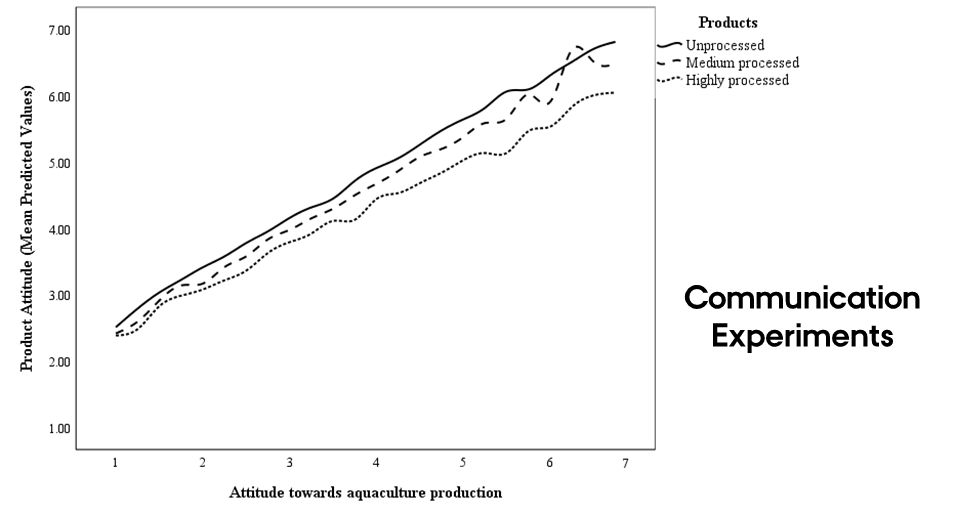 Products
Unprocessed
Medium processed
Highly processed
Product Attitude (Mean Predicted Values)
7.00
6.00
5.00
4.00
3.00
2.00
1.00
1 2 3 4 5 6 7
Attitude towards aquaculture production
Communication
Experiments